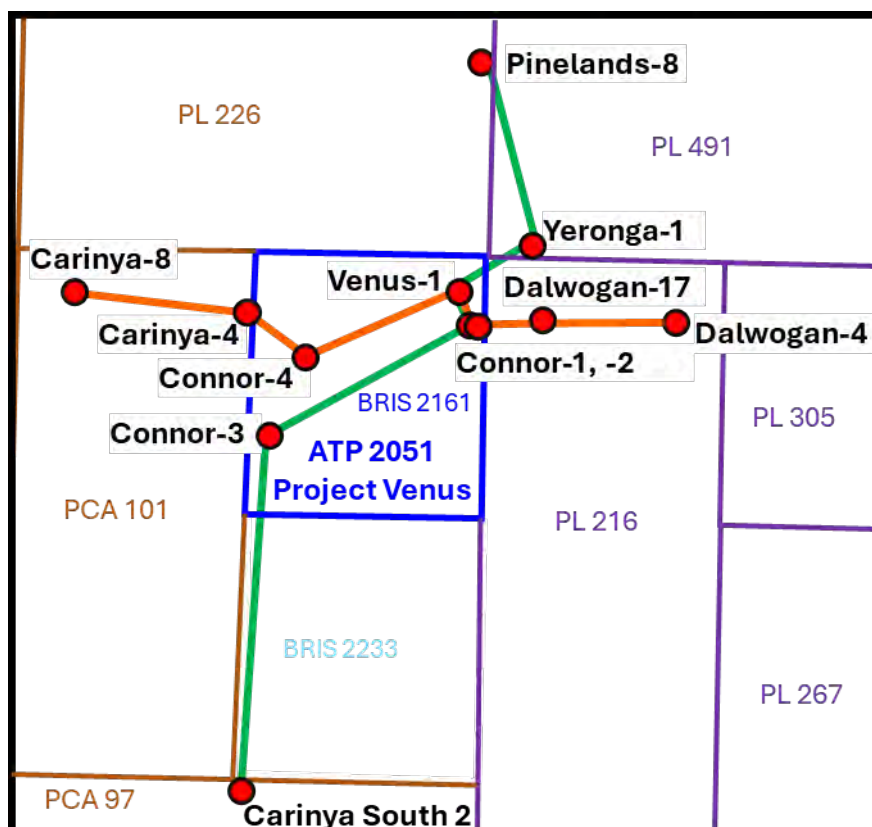 Pinelands-8
PL 226
PL 491
Yeronga-1
Carinya-8
Venus-1
Dalwogan-17
Carinya-4
Dalwogan-4
Connor-1, -2
Connor-4
BRIS 2161
PL 305
Connor-3
ATP 2051
Project Venus
PCA 101
PL 216
BRIS 2233
PL 267
PCA 97
Carinya South 2